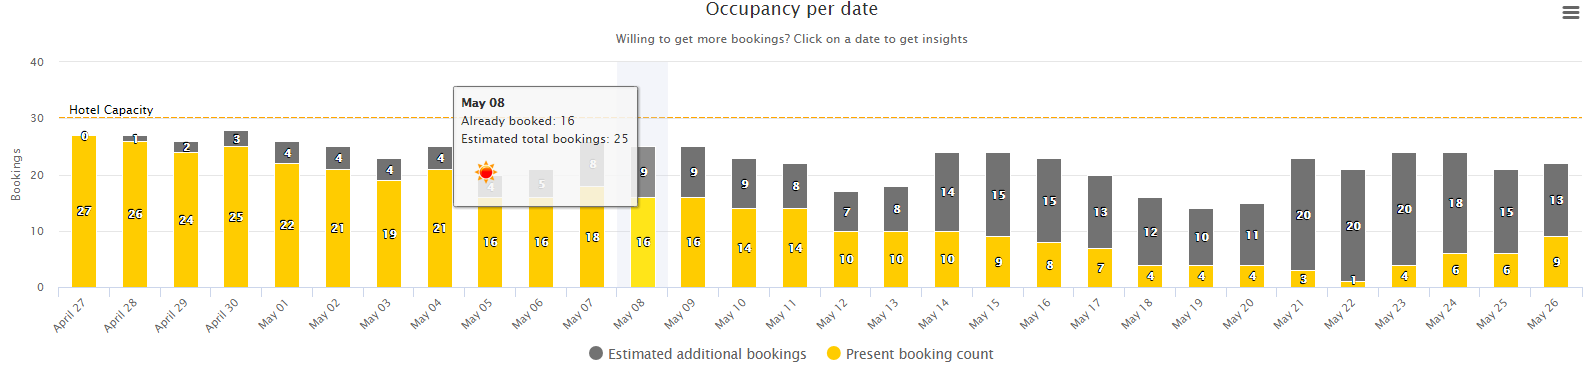 Occupancy per date
Willing to get more bookings? Click on a date to get insights
40
Hotel Capacity
30
20
10
0
Bookings
May 08
Already booked: 16
Estimated total bookings: 25
0 1 2 3 4 4 4 4 4 5 8 9 9 9 8 7 8 14 15 15 13 12 10 11 20 20 20 18 15 13
27 26 24 25 22 21 19 21 16 16 18 16 16 14 14 10 10 10 9 8 7 4 4 4 3 1 4 6 6 9
April 27 April 28 April 29 April 30 May 01 May 02 May 03 May 04 May 05 May 06 May 07 May 08 May 09 May 10 May 11 May 12 May 13 May 14 May 15 May 16 May 17 May 18 May 19 May 20 May 21 May 22 May 23 May 24 May 25 May 26
Estimated additional bookings Present booking count